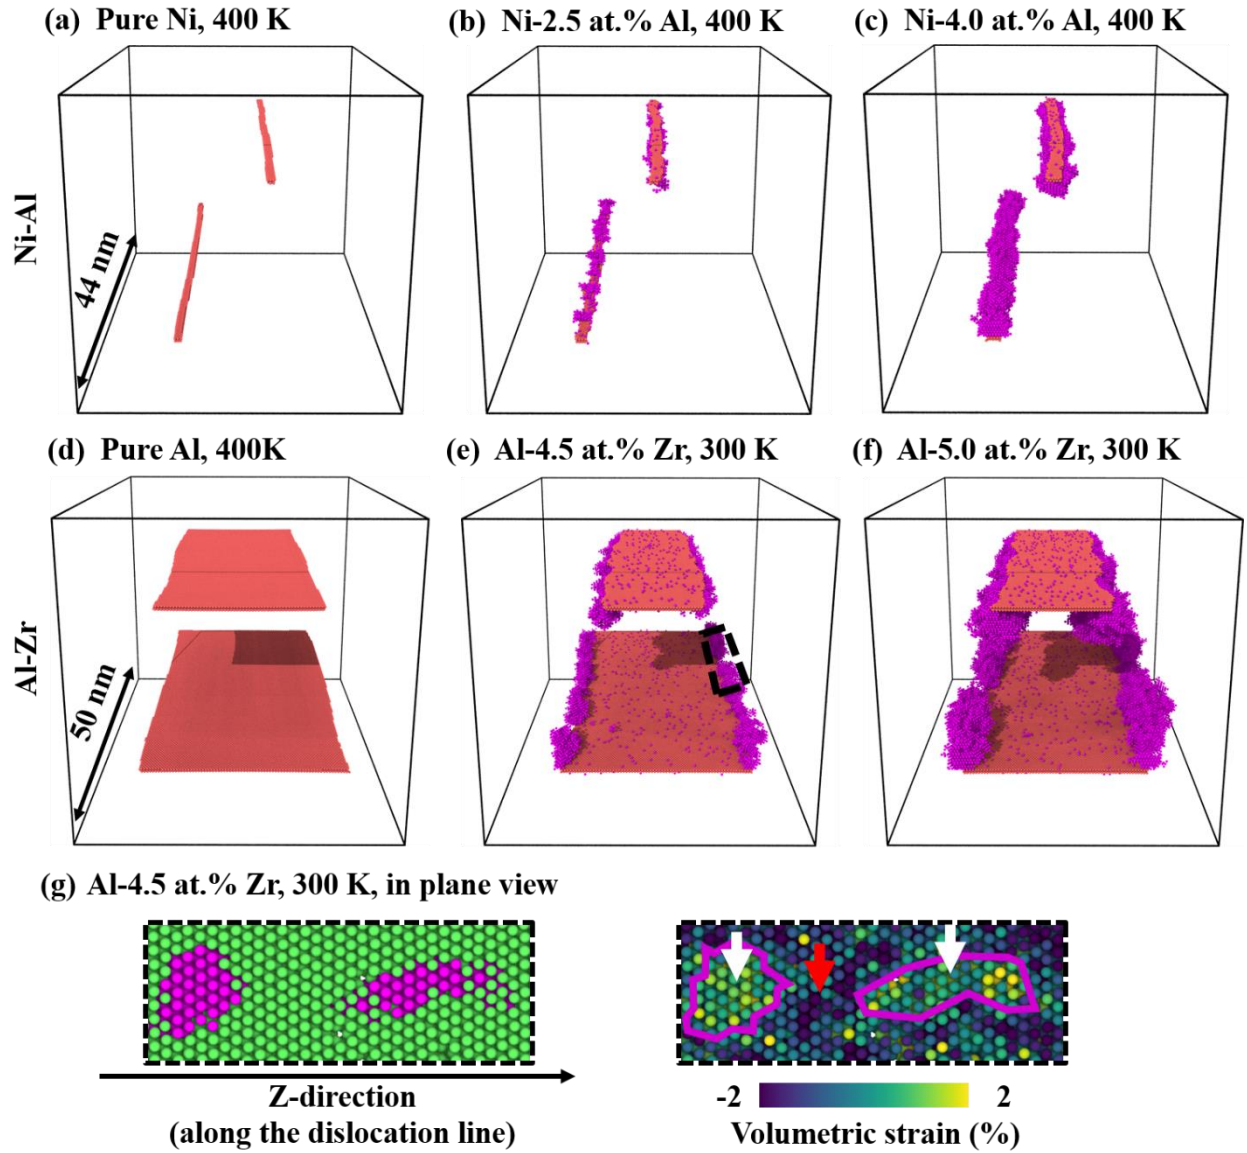 (a) Pure Ni, 400 K
(b) Ni-2.5 at.% Al, 400 K
(c) Ni-4.0 at.% Al, 400 K
Ni-Al
44 nm
(d) Pure Al, 400K
(e) Al-4.5 at.% Zr, 300 K
(f) Al-5.0 at.% Zr, 300 K
Al-Zr
50 nm
(g) Al-4.5 at.% Zr, 300 K, in plane view
Z-direction
(along the dislocation line)
-2 2
Volumetric strain (%)